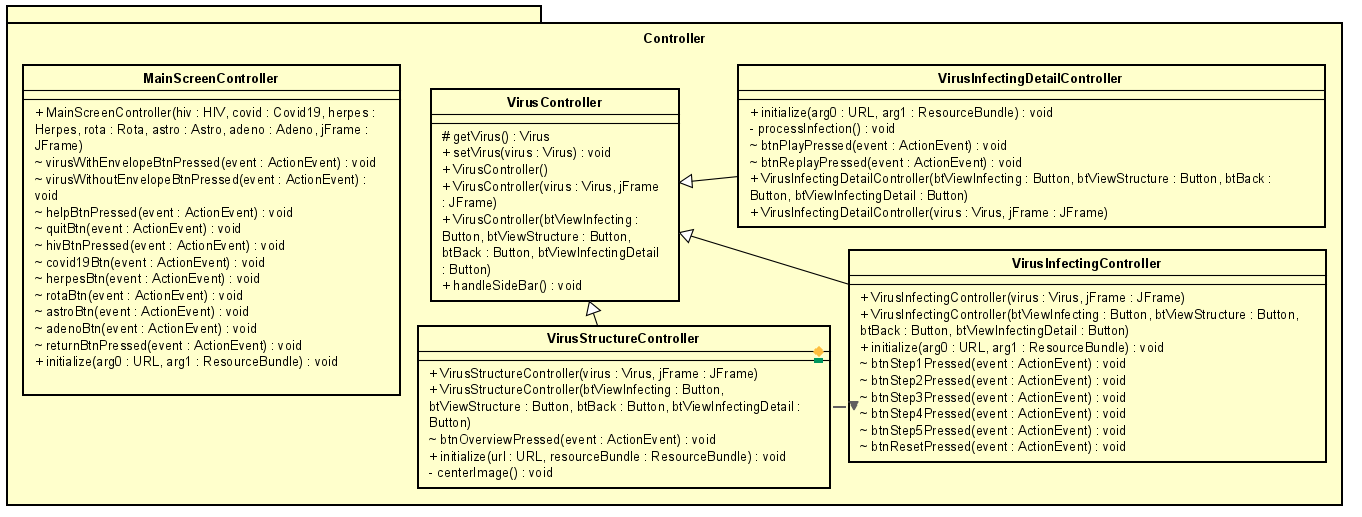 Controller
MainScreenController
+ MainScreenController(hiv : HIV, covid : Covid19, herpes :
Herpes, rota : Rota, astro : Astro, adeno : Adeno, jFrame :
JFrame)
~ virusWithEnvelopeBtnPressed(event : ActionEvent) : void
~ virusWithoutEnvelopeBtnPressed(event : ActionEvent) :
void
~ helpBtnPressed(event : ActionEvent) : void
~ quitBtn(event : ActionEvent) : void
~ hivBtnPressed(event : ActionEvent) : void
~ covid19Btn(event : ActionEvent) : void
~ herpesBtn(event : ActionEvent) : void
~ rotaBtn(event : ActionEvent) : void
~ astroBtn(event : ActionEvent) : void
~ adenoBtn(event : ActionEvent) : void
~ returnBtnPressed(event : ActionEvent) : void
+ initialize(arg0 : URL, arg1 : ResourceBundle) : void
VirusController
# getVirus() : Virus
+ setVirus(virus : Virus) : void
+ VirusController()
+ VirusController(virus : Virus, jFrame
: JFrame)
+ VirusController(btViewInfecting :
Button, btViewStructure : Button,
btBack : Button, btViewInfectingDetail
: Button)
+ handleSideBar() : void
VirusInfectingDetailController
+ initialize(arg0 : URL, arg1 : ResourceBundle) : void
- processInfection() : void
~ btnPlayPressed(event : ActionEvent) : void
~ btnReplayPressed(event : ActionEvent) : void
+ VirusInfectingDetailController(btViewInfecting : Button, btViewStructure : Button, btBack :
Button, btViewInfectingDetail : Button)
+ VirusInfectingDetailController(virus : Virus, jFrame : JFrame)
VirusInfectingController
+ VirusInfectingController(virus : Virus, jFrame : JFrame)
+ VirusInfectingController(btViewInfecting : Button, btViewStructure : Button,
btBack : Button, btViewInfectingDetail : Button)
+ initialize(arg0 : URL, arg1 : ResourceBundle) : void
~ btnStep1Pressed(event : ActionEvent) : void
~ btnStep2Pressed(event : ActionEvent) : void
~ btnStep3Pressed(event : ActionEvent) : void
~ btnStep4Pressed(event : ActionEvent) : void
~ btnStep5Pressed(event : ActionEvent) : void
~ btnResetPressed(event : ActionEvent) : void
VirusStructureController
+ VirusStructureController(virus : Virus, jFrame : JFrame)
+ VirusStructureController(btViewInfecting : Button,
btViewStructure : Button, btBack : Button, btViewInfectingDetail :
Button)
~ btnOverviewPressed(event : ActionEvent) : void
+ initialize(url : URL, resourceBundle : ResourceBundle) : void
- centerImage() : void